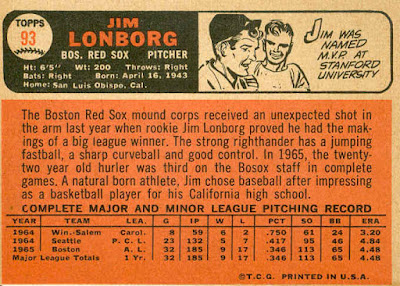 TOPPS
93
JIM
LONBORG
BOS. RED SOX PITCHER
Ht: 6'5" Wt: 200 Throws: Right
Bats: Right Born: April 16, 1943
Home: San Luis Obispo, Cal.
JIM WAS
NAMED
M.V.P. AT
STANFORD
UNIVERSITY
The Boston Red Sox mound corps received an unexpected shot in
the arm last year when rookie Jim Lonborg proved he had the mak-
ings of a big league winner. The strong righthander has a jumping
fastball, a sharp curveball and good control. In 1965, the twenty-
two year old hurler was third on the Bosox staff in complete
games. A natural born athlete, Jim chose baseball after impressing
as a basketball player for his California high school.
COMPLETE MAJOR AND MINOR LEAGUE PITCHING RECORD
YEAR TEAM LEA. G IP W L PCT SO BB ERA
1964 Win.-Salem Carol. 8 59 6 2 .750 61 24 3.20
1964 Seattle P.C.L. 23 132 5 7 .417 95 46 4.84
1965 Boston A.L. 32 185 9 17 .346 113 65 4.48
Major League Totals 1 Yr. 32 185 9 17 .346 113 65 4.48
©T.C.G. PRINTED IN U.S.A.